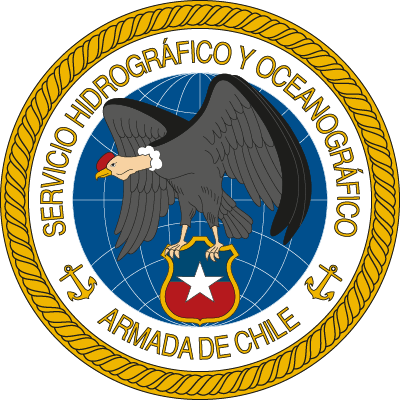 SERVICIO HIDROGRÁFICO Y OCEANOGRÁFICO
ARMADA DE CHILE